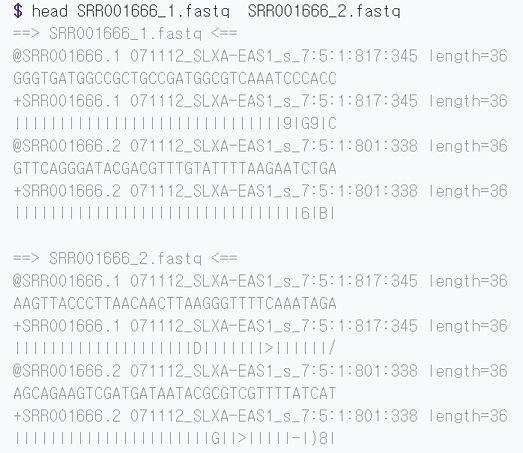 $ head SRR001666_1.fastq  SRR001666_2.fastq
==> SRR001666_1.fastq <==
@SRR001666.1 071112_SLXA-EAS1_s_7:5:1:817:345 length=36
GGGTGATGGCCGCTGCCGATGGCGTCAAATCCCACC
+SRR001666.1 071112_SLXA-EAS1_s_7:5:1:817:345 length=36
IIIIIIIIIIIIIIIIIIIIIIIIIIIIII9IG9IC
@SRR001666.2 071112_SLXA-EAS1_s_7:5:1:801:338 length=36
GTTCAGGGATACGACGTTTGTATTTTAAGAATCTGA
+SRR001666.2 071112_SLXA-EAS1_s_7:5:1:801:338 length=36
IIIIIIIIIIIIIIIIIIIIIIIIIIIIIIII6IBI
==> SRR001666_2.fastq <==
@SRR001666.1 071112_SLXA-EAS1_s_7:5:1:817:345 length=36
AAGTTACCCTTAACAACTTAAGGGTTTTCAAATAGA
+SRR001666.1 071112_SLXA-EAS1_s_7:5:1:817:345 length=36
IIIIIIIIIIIIIIIIIIIIDIIIIIII>IIIIII/
@SRR001666.2 071112_SLXA-EAS1_s_7:5:1:801:338 length=36
AGCAGAAGTCGATGATAATACGCGTCGTTTTATCAT
+SRR001666.2 071112_SLXA-EAS1_s_7:5:1:801:338 length=36
IIIIIIIIIIIIIIIIIIIIIIGII>IIIII-I)8I